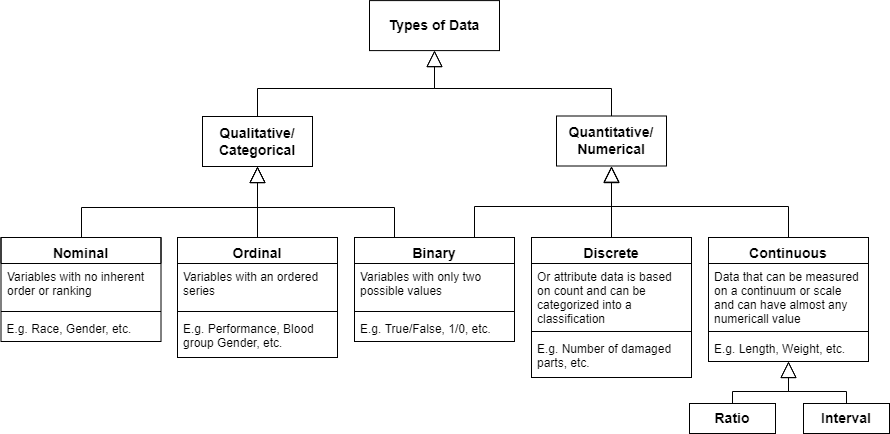 Types of Data
Qualitative/
Categorical
Quantitative/
Numerical
Nominal
Variables with no inherent
order or ranking
E.g. Race, Gender, etc.
Ordinal
Variables with an ordered
series
E.g. Performance, Blood
group Gender, etc.
Binary
Variables with only two
possible values
E.g. True/False, 1/0, etc.
Discrete
Or attribute data is based
on count and can be
categorized into a
classification
E.g. Number of damaged
parts, etc.
Continuous
Data that can be measured
on a continuum or scale
and can have almost any
numericall value
E.g. Length, Weight, etc.
Ratio
Interval